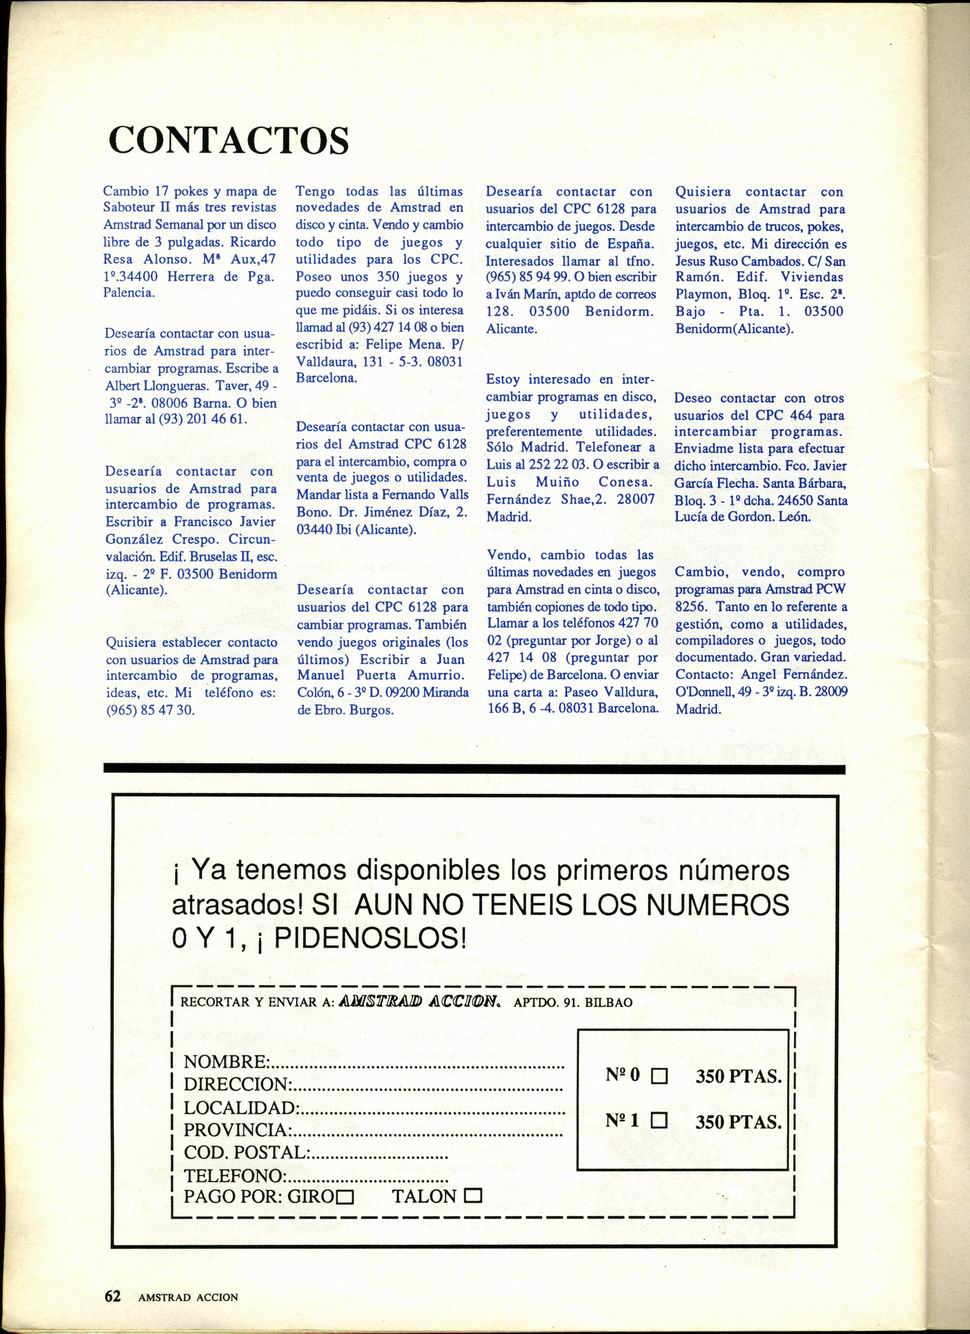 CONTACTOS
Cambio 17 pokes y mapa de
Saboteur II más tres revistas
Amstrad Semanal por un disco
libre de 3 pulgadas. Ricardo
Resa Alonso. Mª Aux,47
1º.34400 Herrera de Pga.
Palencia.
Desearía contactar con usua-
rios de Amstrad para inter-
cambiar programas. Escribe a
Albert Llongueras. Taver, 49 -
3º -2ª. 08006 Barna. O bien
llamar al (93) 201 46 61.
Desearía contactar con
usuarios de Amstrad para
intercambio de programas.
Escribir a Francisco Javier
González Crespo. Circun-
valación. Edif. Bruselas II, esc.
izq. - 2º F. 03500 Benidorm
(Alicante).
Quisiera establecer contacto
con usuarios de Amstrad para
intercambio de programas,
ideas, etc. Mi teléfono es:
(965) 85 47 30.
Tengo todas las últimas
novedades de Amstrad en
disco y cinta. Vendo y cambio
todo tipo de juegos y
utilidades para los CPC.
Poseo unos 350 juegos y
puedo conseguir casi todo lo
que me pidáis. Si os interesa
llamad al (93) 427 14 08 o bien
escribid a: Felipe Mena. P/
Valldaura, 131 - 5-3. 08031
Barcelona.
Desearía contactar con usua-
rios del Amstrad CPC 6128
para el intercambio, compra o
venta de juegos o utilidades.
Mandar lista a Fernando Valls
Bono. Dr. Jiménez Díaz, 2.
03440 Ibi (Alicante).
Desearía contactar con
usuarios del CPC 6128 para
cambiar programas. También
vendo juegos originales (los
últimos) Escribir a Juan
Manuel Puerta Amurrio.
Colón, 6 - 3º D. 09200 Miranda
de Ebro. Burgos.
Desearía contactar con
usuarios del CPC 6128 para
intercambio de juegos. Desde
cualquier sitio de España.
Interesados llamar al tfno.
(965) 85 94 99. O bien escribir
a Iván Marín, aptdo de correos
128. 03500 Benidorm.
Alicante.
Estoy interesado en inter-
cambiar programas en disco,
juegos y utilidades,
preferentemente utilidades.
Sólo Madrid. Telefonear a
Luis al 252 22 03. O escribir a
Luis Muiño Conesa.
Fernández Shae,2. 28007
Madrid.
Vendo, cambio todas las
últimas novedades en juegos
para Amstrad en cinta o disco,
también copiones de todo tipo.
Llamar a los teléfonos 427 70
02 (preguntar por Jorge) o al
427 14 08 (preguntar por
Felipe) de Barcelona. O enviar
una carta a: Paseo Valldura,
166 B, 6 -4. 08031 Barcelona.
Quisiera contactar con
usuarios de Amstrad para
intercambio de trucos, pokes,
juegos, etc. Mi dirección es
Jesus Ruso Cambados. C/ San
Ramón. Edif. Viviendas
Playmon, Bloq. 1º. Esc. 2ª.
Bajo - Pta. 1. 03500
Benidorm(Alicante).
Deseo contactar con otros
usuarios del CPC 464 para
intercambiar programas.
Enviadme lista para efectuar
dicho intercambio. Fco. Javier
García Flecha. Santa Bárbara,
Bloq. 3 - 1º dcha. 24650 Santa
Lucía de Gordon. León.
Cambio, vendo, compro
programas para Amstrad PCW
8256. Tanto en lo referente a
gestión, como a utilidades,
compiladores o juegos, todo
documentado. Gran variedad.
Contacto: Angel Fernández.
O'Donnell, 49 - 3º izq. B. 28009
Madrid.
¡ Ya tenemos disponibles los primeros números
atrasados! SI AUN NO TENEIS LOS NUMEROS
0 Y 1, ¡ PIDENOSLOS!
RECORTAR Y ENVIAR A: AMSTRAD ACCION. APTDO. 91. BILBAO
NOMBRE:..........................................................
DIRECCION:.....................................................
LOCALIDAD:....................................................
PROVINCIA:.....................................................
COD. POSTAL:...........................
TELEFONO:................................
PAGO POR: GIRO☐ TALON ☐
Nº 0 ☐ 350 PTAS.
Nº 1 ☐ 350 PTAS.
62 AMSTRAD ACCION